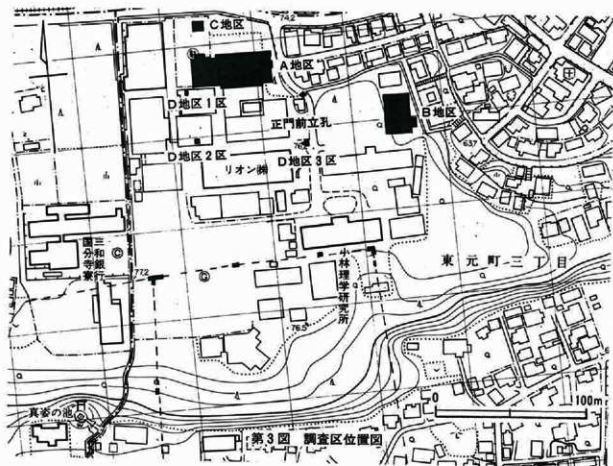 C地区
74.2
A地区
D地区1区
正門前立孔
B地区
63.7
D地区2区
D地区3区
リオン㈱
三和銀行
国分寺寮
77.2
小林理学研究所
東元町三丁目
76.5
真姿の池
0
100m
第3図 調査区位置図